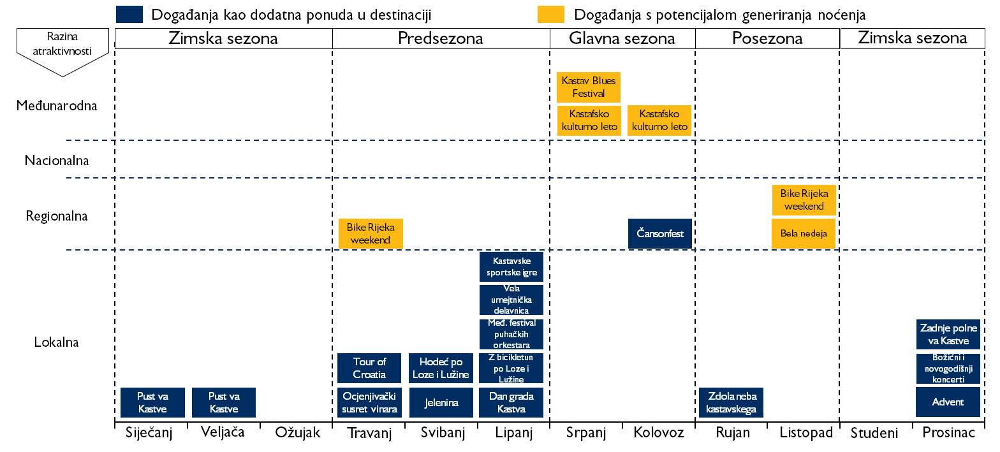 Događanja kao dodatna ponuda u destinaciji
Događanja s potencijalom generiranja noćenja
Razina
atraktivnosti
Zimska sezona
Predsezona
Glavna sezona
Posezona
Zimska sezona
Međunarodna
Kastav Blues
Festival
Kastafsko
kulturno leto
Kastafsko
kulturno leto
Nacionalna
Regionalna
Bike Rijeka
weekend
Čansonfest
Bike Rijeka
weekend
Bela nedeja
Lokalna
Pust va
Kastve
Pust va
Kastve
Tour of
Croatia
Ocjenjivački
susret vinara
Hodeć po
Loze i Lužine
Jelenina
Kastavske
sportske igre
Vela
umejtnička
delavnica
Međ. festival
puhačkih
orkestara
Z bicikletun
po Loze i
Lužine
Dan grada
Kastva
Zdola neba
kastavskega
Zadnje polne
va Kastve
Božićni i
novogodišnji
koncerti
Advent
Siječanj
Veljača
Ožujak
Travanj
Svibanj
Lipanj
Srpanj
Kolovoz
Rujan
Listopad
Studeni
Prosinac